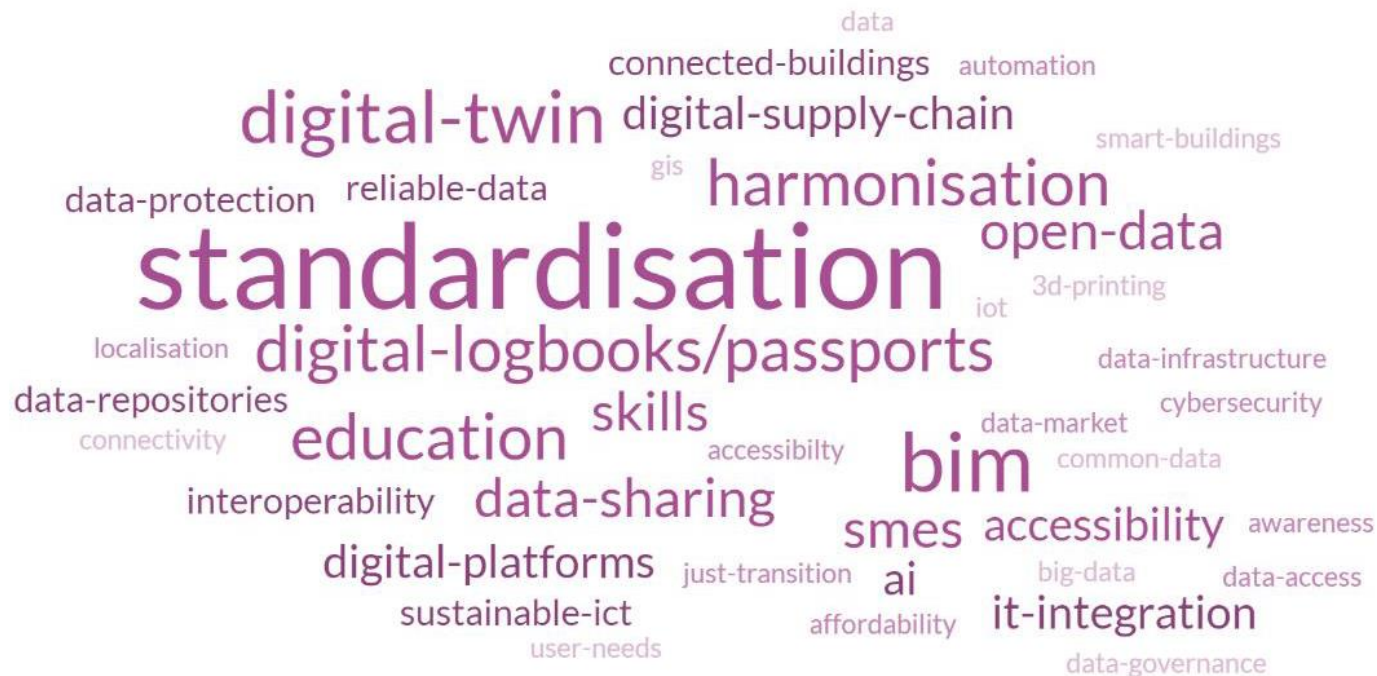 data
connected-buildings automation
digital-twin digital-supply-chain
smart-buildings
gis harmonisation
data-protection reliable-data
standardisation open-data
iot 3d-printing
localisation digital-logbooks/passports data-infrastructure
data-repositories skills cybersecurity
connectivity education accessibilty data-market
bim common-data
interoperability data-sharing
smes accessibility awareness
digital-platforms just-transition ai big-data data-access
sustainable-ict affordability it-integration
user-needs
data-governance